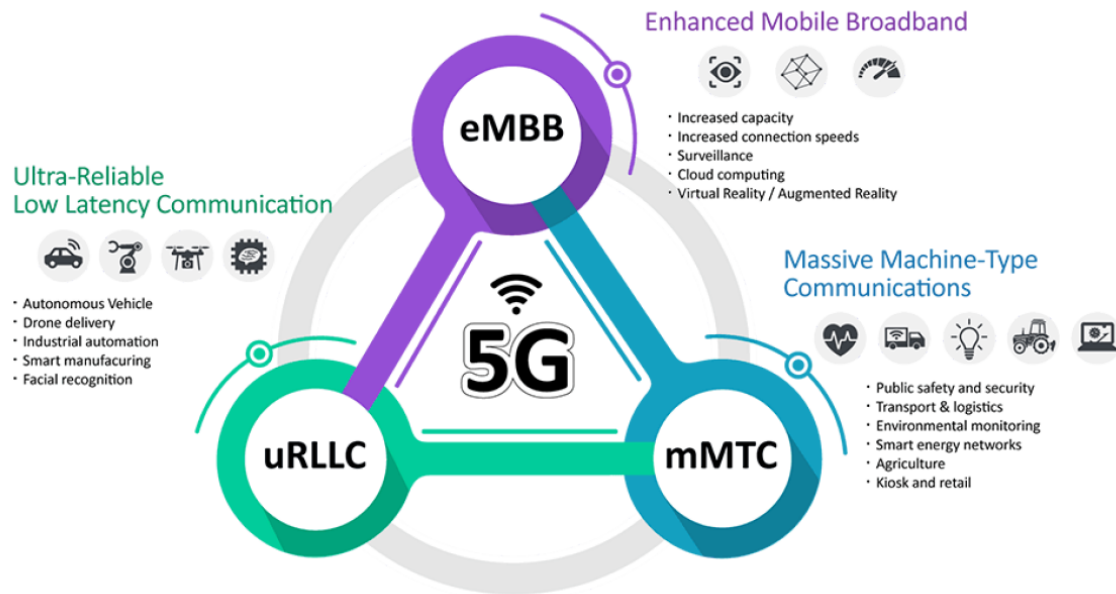 Enhanced Mobile Broadband
· Increased capacity
· Increased connection speeds
· Surveillance
· Cloud computing
· Virtual Reality / Augmented Reality
eMBB
Ultra-Reliable
Low Latency Communication
· Autonomous Vehicle
· Drone delivery
· Industrial automation
· Smart manufacuring
· Facial recognition
Massive Machine-Type
Communications
· Public safety and security
· Transport & logistics
· Environmental monitoring
· Smart energy networks
· Agriculture
· Kiosk and retail
5G
uRLLC
mMTC